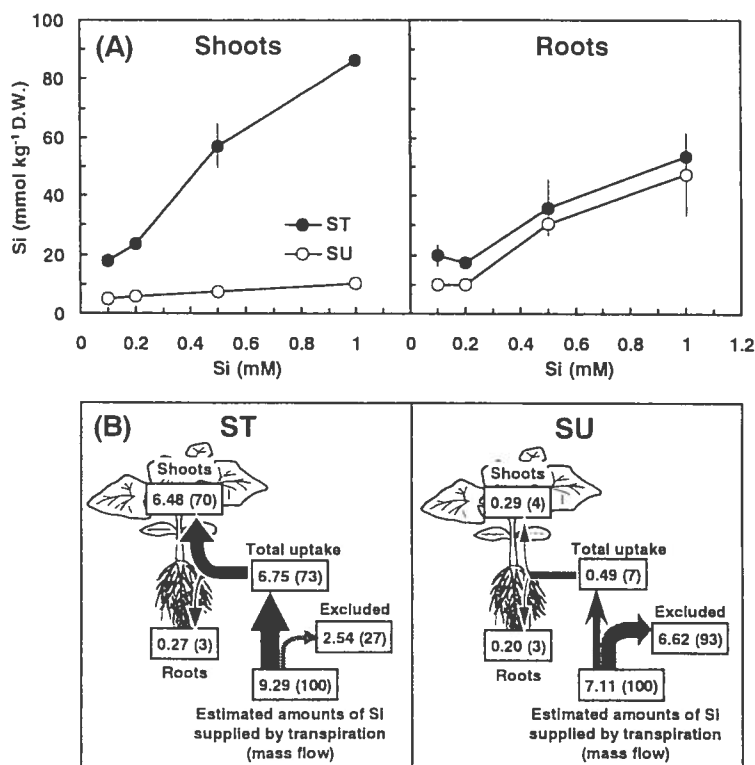 (A)
Shoots
Roots
Si (mmol kg⁻¹ D.W.)
100
80
60
40
20
0
ST
SU
0 0.2 0.4 0.6 0.8 1
0 0.2 0.4 0.6 0.8 1 1.2
Si (mM)
Si (mM)
(B)
ST
Shoots
6.48 (70)
Total uptake
6.75 (73)
Excluded
2.54 (27)
0.27 (3)
Roots
9.29 (100)
Estimated amounts of Si
supplied by transpiration
(mass flow)
SU
Shoots
0.29 (4)
Total uptake
0.49 (7)
Excluded
6.62 (93)
0.20 (3)
Roots
7.11 (100)
Estimated amounts of Si
supplied by transpiration
(mass flow)